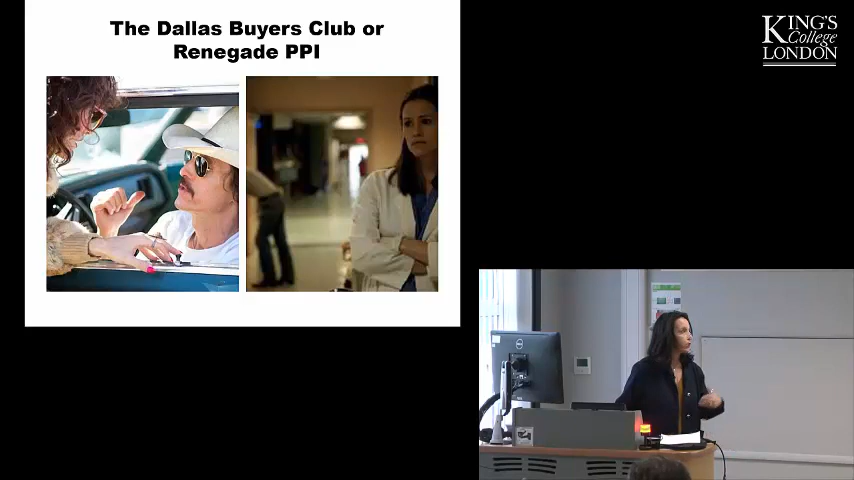 The Dallas Buyers Club or
Renegade PPI
KING'S
College
LONDON